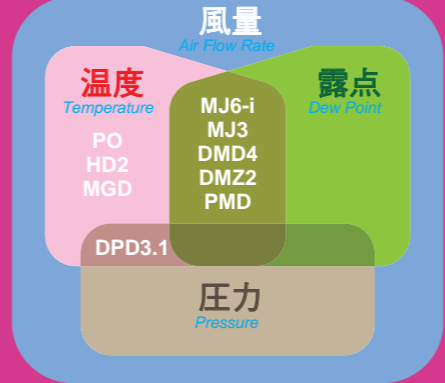 風量
Air Flow Rate
温度
Temperature
露点
Dew Point
PO
HD2
MGD
MJ6-i
MJ3
DMD4
DMZ2
PMD
DPD3.1
圧力
Pressure